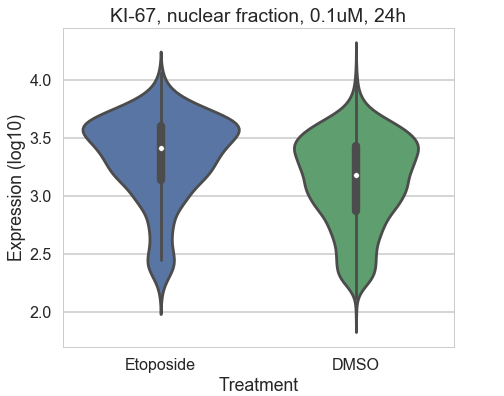 KI-67, nuclear fraction, 0.1uM, 24h
Expression (log10)
4.0
3.5
3.0
2.5
2.0
Etoposide DMSO
Treatment